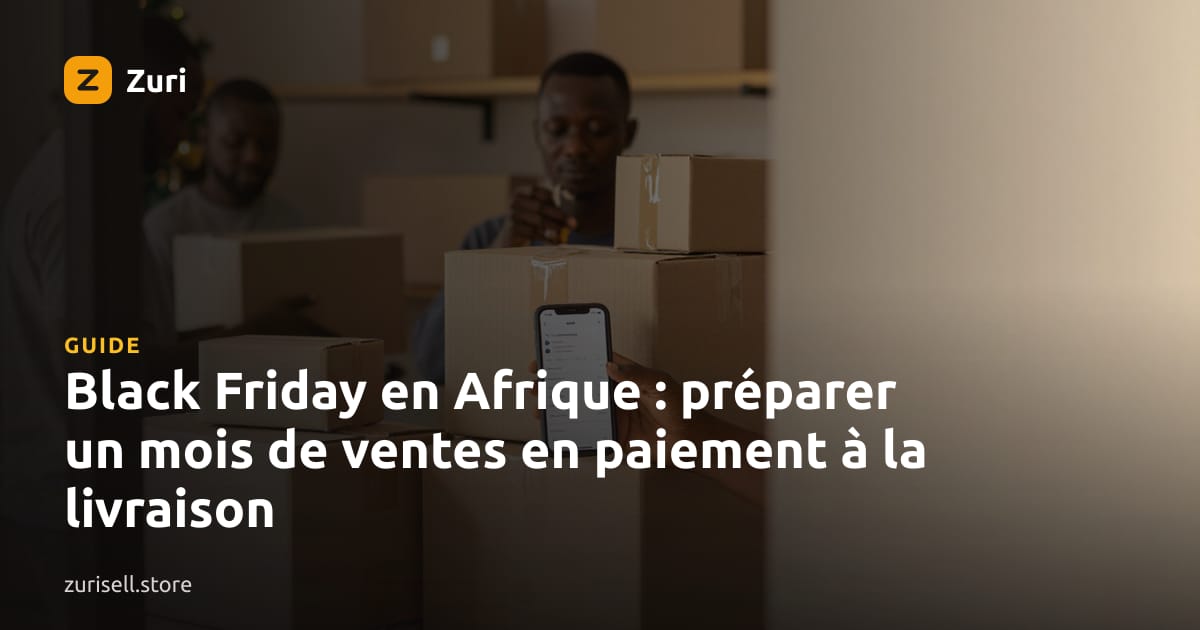 Z Zuri
GUIDE
Black Friday en Afrique : préparer
un mois de ventes en paiement à la
livraison
zurisell.store